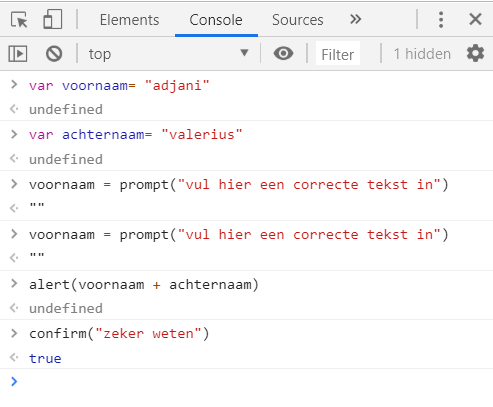 Elements Console Sources
top Filter 1 hidden
var voornaam= "adjani"
undefined
var achternaam= "valerius"
undefined
voornaam = prompt("vul hier een correcte tekst in")
""
voornaam = prompt("vul hier een correcte tekst in")
""
alert(voornaam + achternaam)
undefined
confirm("zeker weten")
true